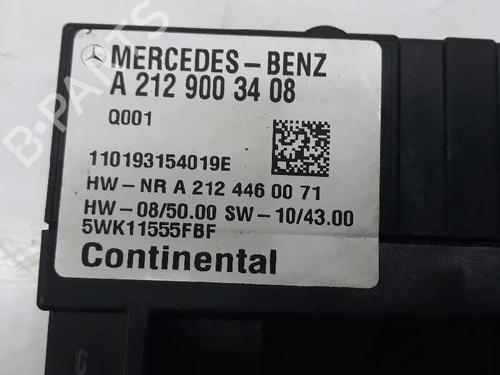 MERCEDES-BENZ
A 212 900 34 08
Q001
110193154019E
HW-NR A 212 446 00 71
HW-08/50.00 SW-10/43.00
5WK11555FBF
Continental
B-PARTS